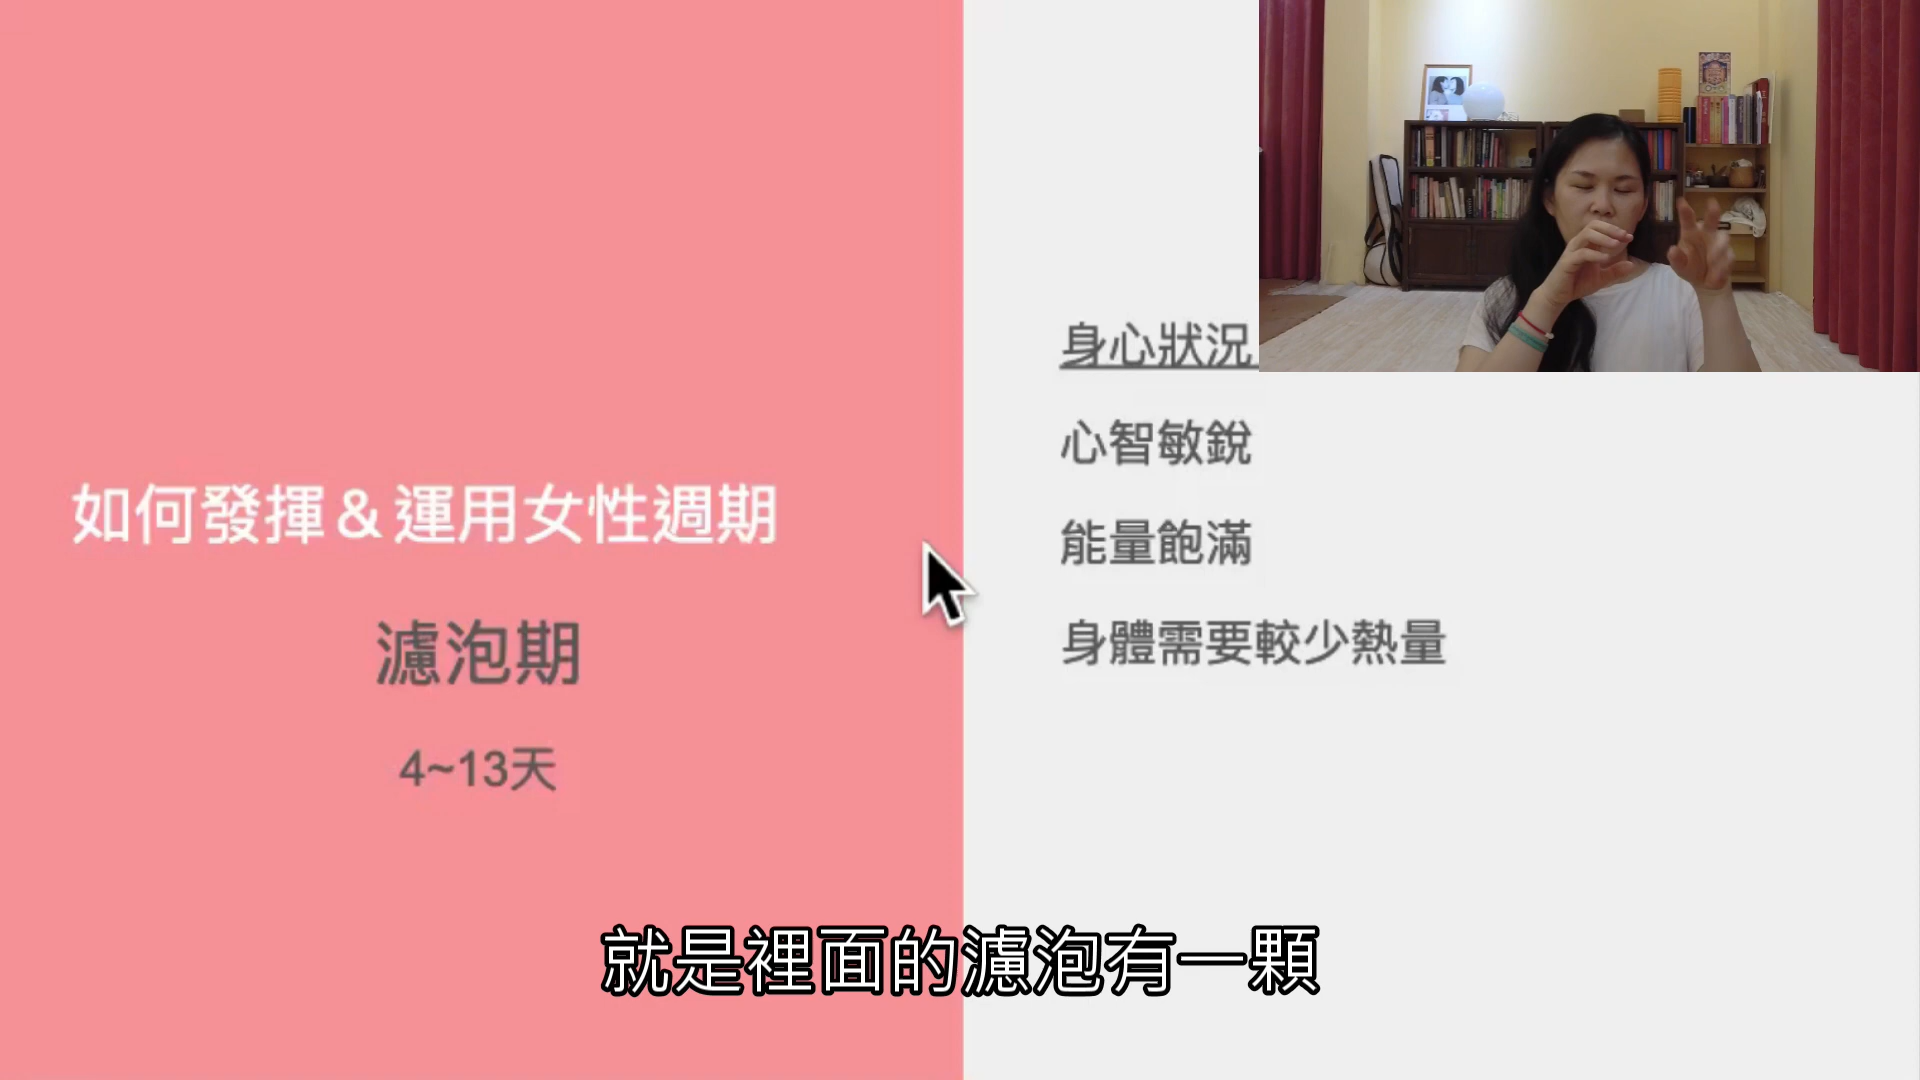 如何發揮&運用女性週期
濾泡期
4~13天
身心狀況
心智敏銳
能量飽滿
身體需要較少熱量
就是裡面的濾泡有一顆